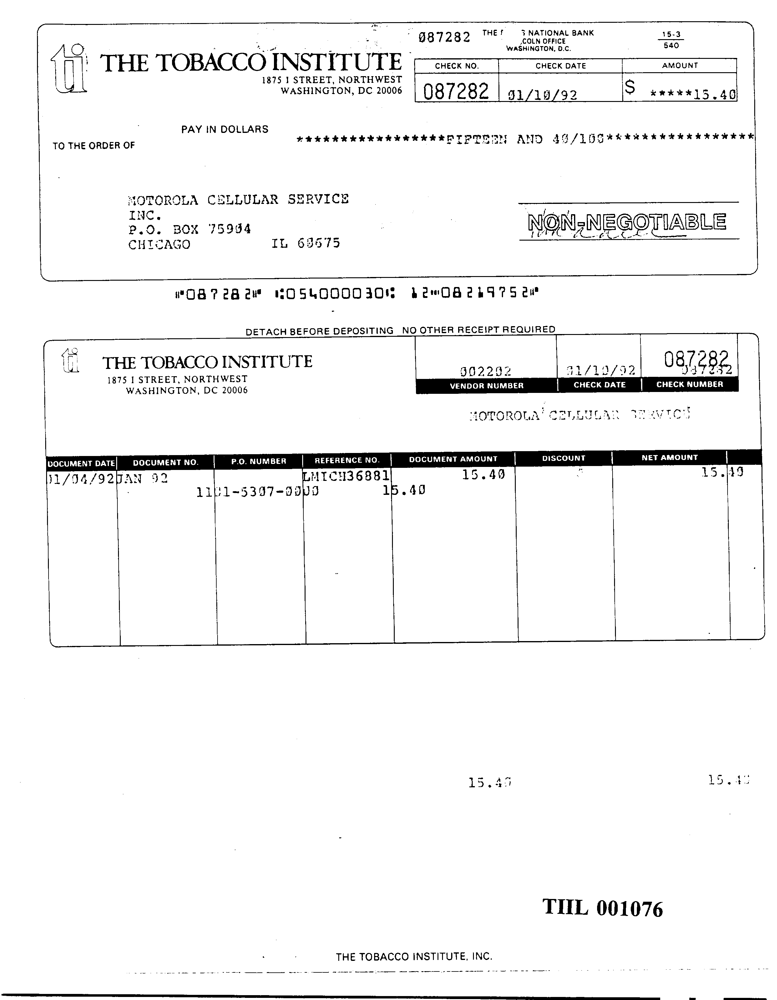 087282 THE NATIONAL BANK 15-3
COLN OFFICE 540
WASHINGTON, D.C.
ti THE TOBACCO INSTITUTE
1875 I STREET, NORTHWEST
WASHINGTON, DC 20006
CHECK NO. CHECK DATE AMOUNT
087282 01/10/92 $ *****15.40
PAY IN DOLLARS
TO THE ORDER OF
******************FIFTEEN AND 40/100******************
MOTOROLA CELLULAR SERVICE
INC.
P.O. BOX 75904
CHICAGO IL 60675
NON-NEGOTIABLE
⑈087282⑈ ⑆054000030⑆ 12⑈08219752⑈
DETACH BEFORE DEPOSITING NO OTHER RECEIPT REQUIRED
ti THE TOBACCO INSTITUTE
1875 I STREET, NORTHWEST
WASHINGTON, DC 20006
087282
002202 01/10/92 087282
VENDOR NUMBER CHECK DATE CHECK NUMBER
MOTOROLA CELLULAR SERVICE
DOCUMENT DATE DOCUMENT NO. P.O. NUMBER REFERENCE NO. DOCUMENT AMOUNT DISCOUNT NET AMOUNT
01/04/92 JAN 92 LMICH36881 15.40 15.40
1101-5307-0000 15.40
15.40 15.40
TIIL 001076
THE TOBACCO INSTITUTE, INC.